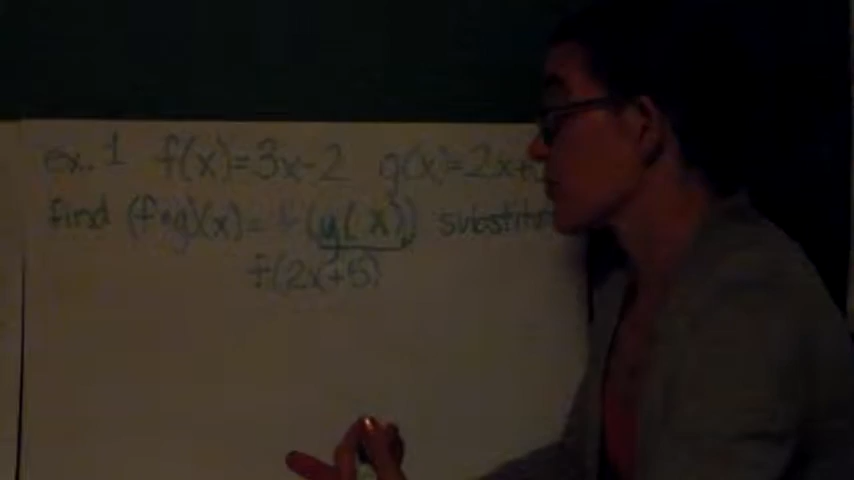 ex. 1 f(x)=3x-2 g(x)=2x+
find (f∘g)(x)= f(g(x)) substitu
f(2x+5)